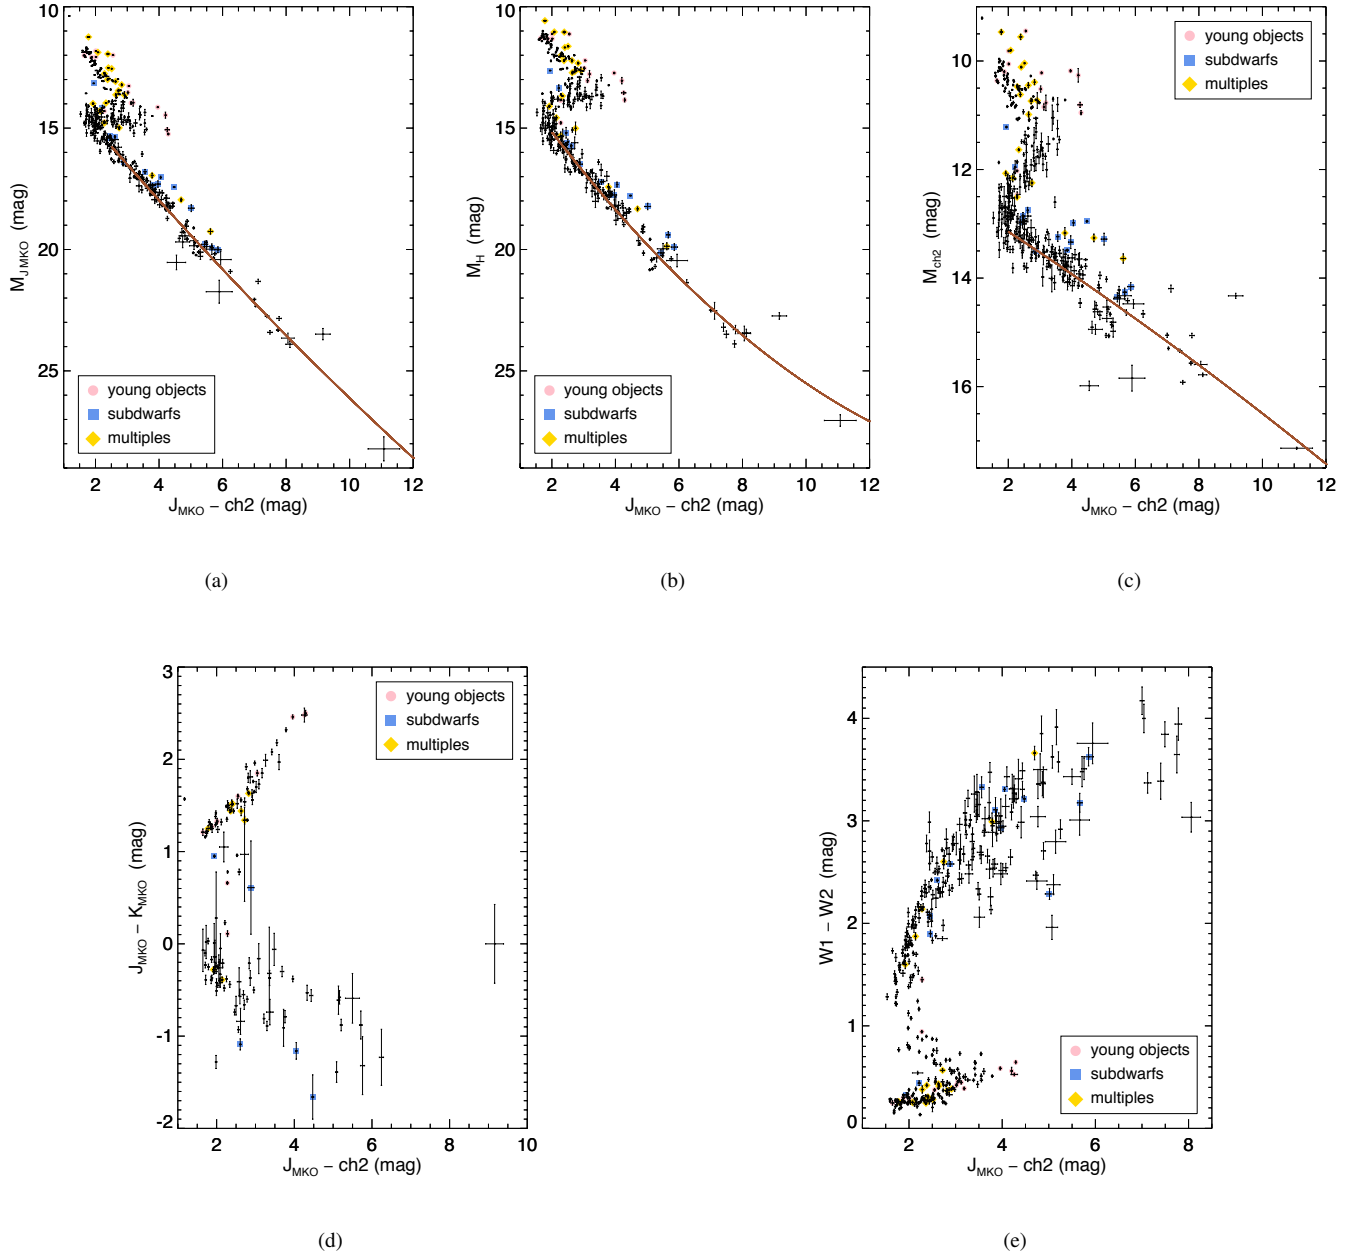 10
15
20
25
M_J MKO (mag)
young objects
subdwarfs
multiples
2 4 6 8 10 12
J_MKO – ch2 (mag)
(a)
10
15
20
25
M_H (mag)
young objects
subdwarfs
multiples
2 4 6 8 10 12
J_MKO – ch2 (mag)
(b)
10
12
14
16
M_ch2 (mag)
young objects
subdwarfs
multiples
2 4 6 8 10 12
J_MKO – ch2 (mag)
(c)
3
2
1
0
-1
-2
J_MKO – K_MKO (mag)
young objects
subdwarfs
multiples
2 4 6 8 10
J_MKO – ch2 (mag)
(d)
4
3
2
1
0
W1 – W2 (mag)
young objects
subdwarfs
multiples
2 4 6 8
J_MKO – ch2 (mag)
(e)